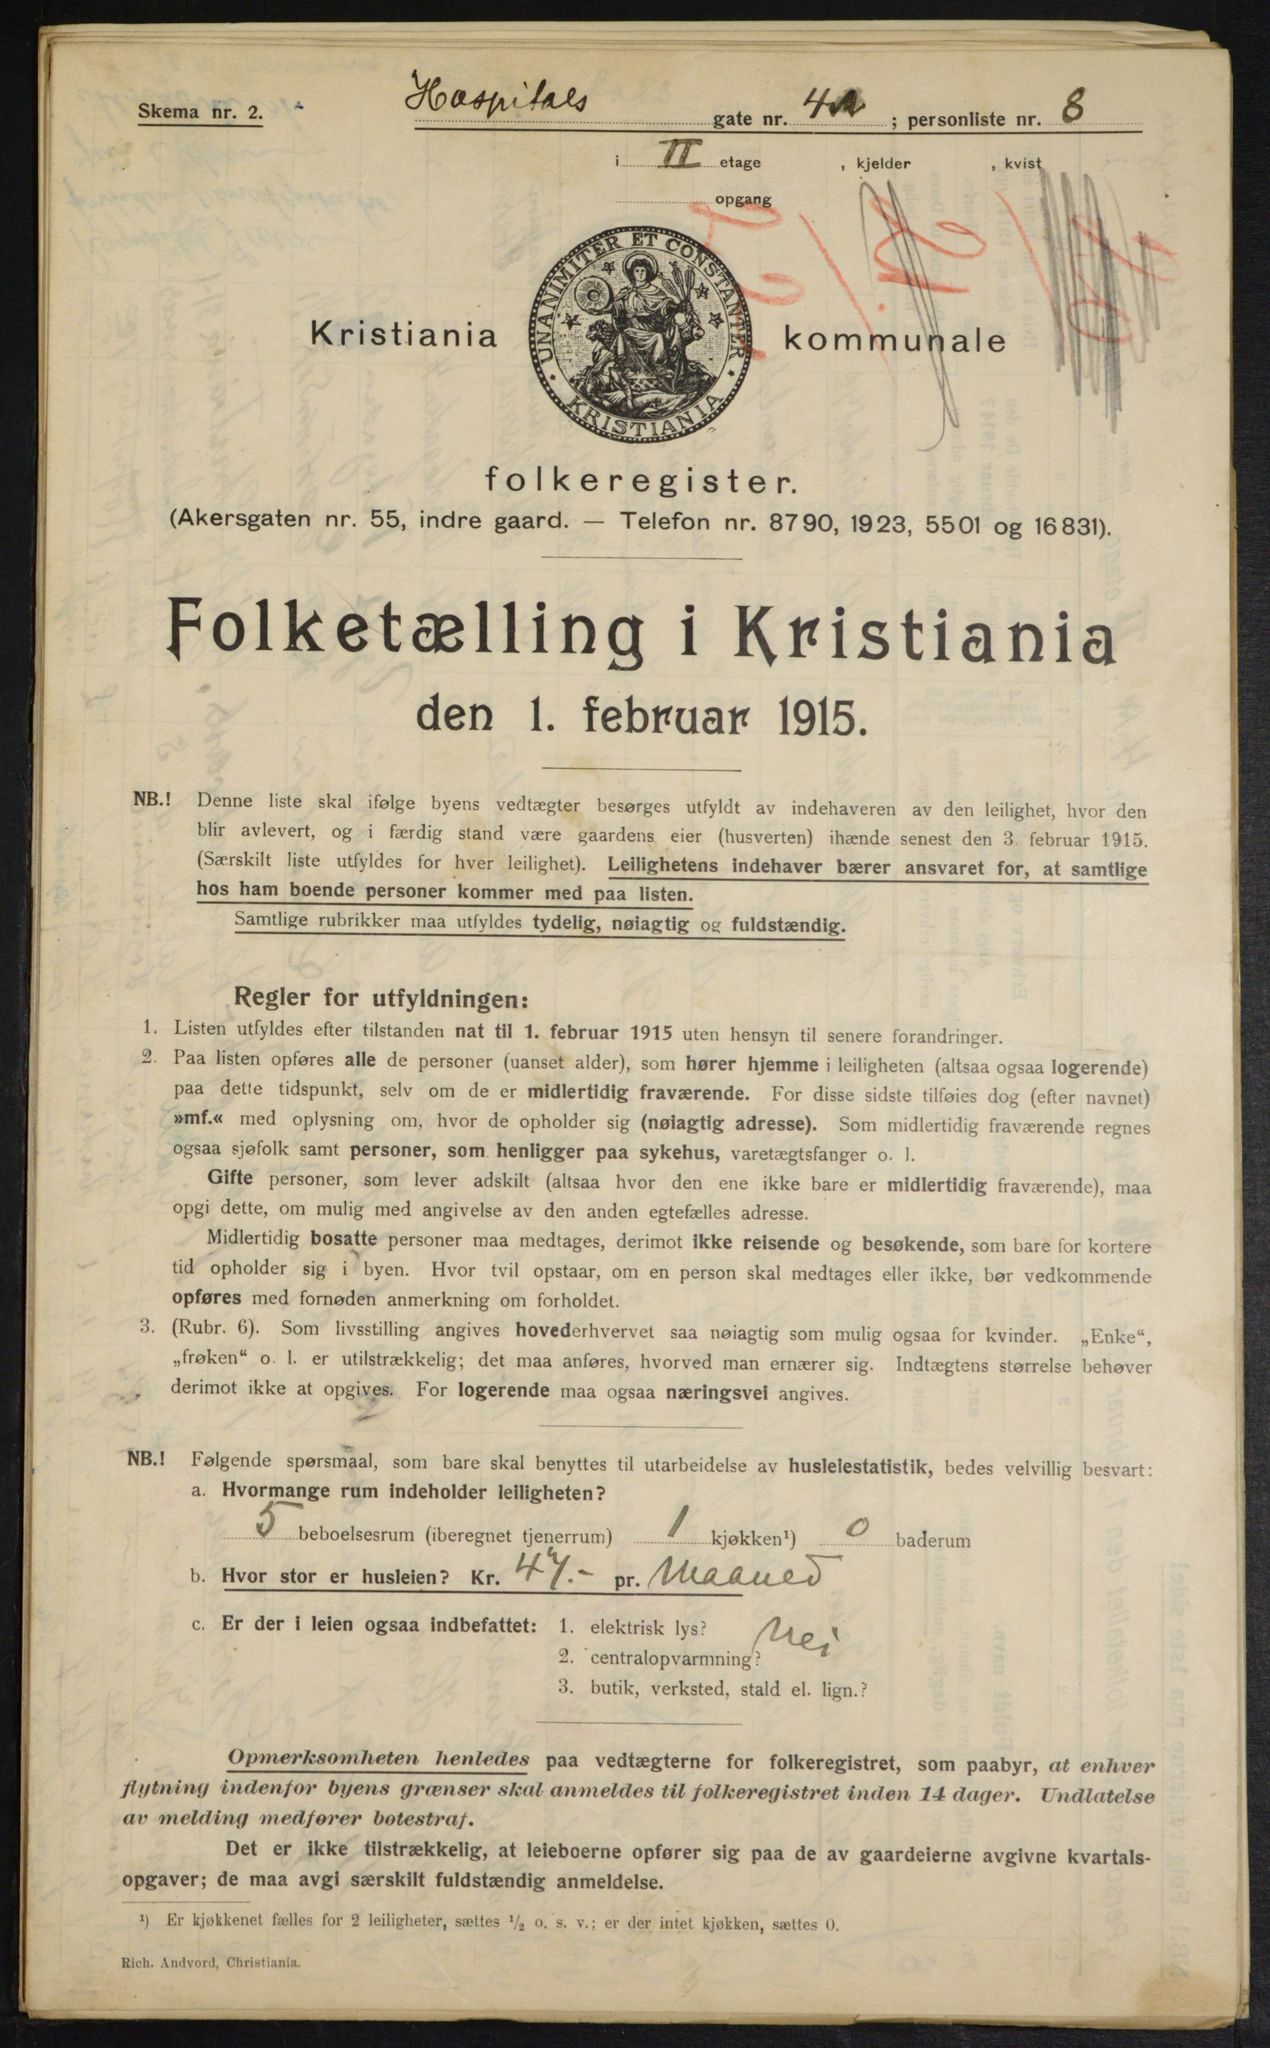 Skema nr. 2.
Hospitals gate nr. 4 ; personliste nr. 8
i II etage , kjelder , kvist
opgang
UNANIMITER ET CONSTANTER
KRISTIANIA
Kristiania kommunale
folkeregister.
(Akersgaten nr. 55, indre gaard. — Telefon nr. 8790, 1923, 5501 og 16831).
Folketælling i Kristiania
den 1. februar 1915.
NB.! Denne liste skal ifølge byens vedtægter besørges utfyldt av indehaveren av den leilighet, hvor den
blir avlevert, og i færdig stand være gaardens eier (husverten) ihænde senest den 3. februar 1915.
(Særskilt liste utfyldes for hver leilighet). Leilighetens indehaver bærer ansvaret for, at samtlige
hos ham boende personer kommer med paa listen.
Samtlige rubrikker maa utfyldes tydelig, nøiagtig og fuldstændig.
Regler for utfyldningen:
1. Listen utfyldes efter tilstanden nat til 1. februar 1915 uten hensyn til senere forandringer.
2. Paa listen opføres alle de personer (uanset alder), som hører hjemme i leiligheten (altsaa ogsaa logerende)
paa dette tidspunkt, selv om de er midlertidig fraværende. For disse sidste tilføies dog (efter navnet)
»mf.« med oplysning om, hvor de opholder sig (nøiagtig adresse). Som midlertidig fraværende regnes
ogsaa sjøfolk samt personer, som henligger paa sykehus, varetægtsfanger o. l.
Gifte personer, som lever adskilt (altsaa hvor den ene ikke bare er midlertidig fraværende), maa
opgi dette, om mulig med angivelse av den anden egtefælles adresse.
Midlertidig bosatte personer maa medtages, derimot ikke reisende og besøkende, som bare for kortere
tid opholder sig i byen. Hvor tvil opstaar, om en person skal medtages eller ikke, bør vedkommende
opføres med fornøden anmerkning om forholdet.
3. (Rubr. 6). Som livsstilling angives hovederhvervet saa nøiagtig som mulig ogsaa for kvinder. „Enke“,
„frøken“ o. l. er utilstrækkelig; det maa anføres, hvorved man ernærer sig. Indtægtens størrelse behøver
derimot ikke at opgives. For logerende maa ogsaa næringsvei angives.
NB.! Følgende spørsmaal, som bare skal benyttes til utarbeidelse av husleiestatistik, bedes velvillig besvart:
a. Hvormange rum indeholder leiligheten?
5 beboelsesrum (iberegnet tjenerrum) 1 kjøkken¹) 0 baderum
b. Hvor stor er husleien? Kr. 47.- pr. Maaned
c. Er der i leien ogsaa indbefattet: 1. elektrisk lys? Nei
2. centralopvarmning?
3. butik, verksted, stald el. lign.?
Opmerksomheten henledes paa vedtægterne for folkeregistret, som paabyr, at enhver
flytning indenfor byens grænser skal anmeldes til folkeregistret inden 14 dager. Undlatelse
av melding medfører bøtestraf.
Det er ikke tilstrækkelig, at leieboerne opfører sig paa de av gaardeierne avgivne kvartals-
opgaver; de maa avgi særskilt fuldstændig anmeldelse.
¹) Er kjøkkenet fælles for 2 leiligheter, sættes ¹/₂ o. s. v.; er der intet kjøkken, sættes 0.
Rich. Andvord, Christiania.